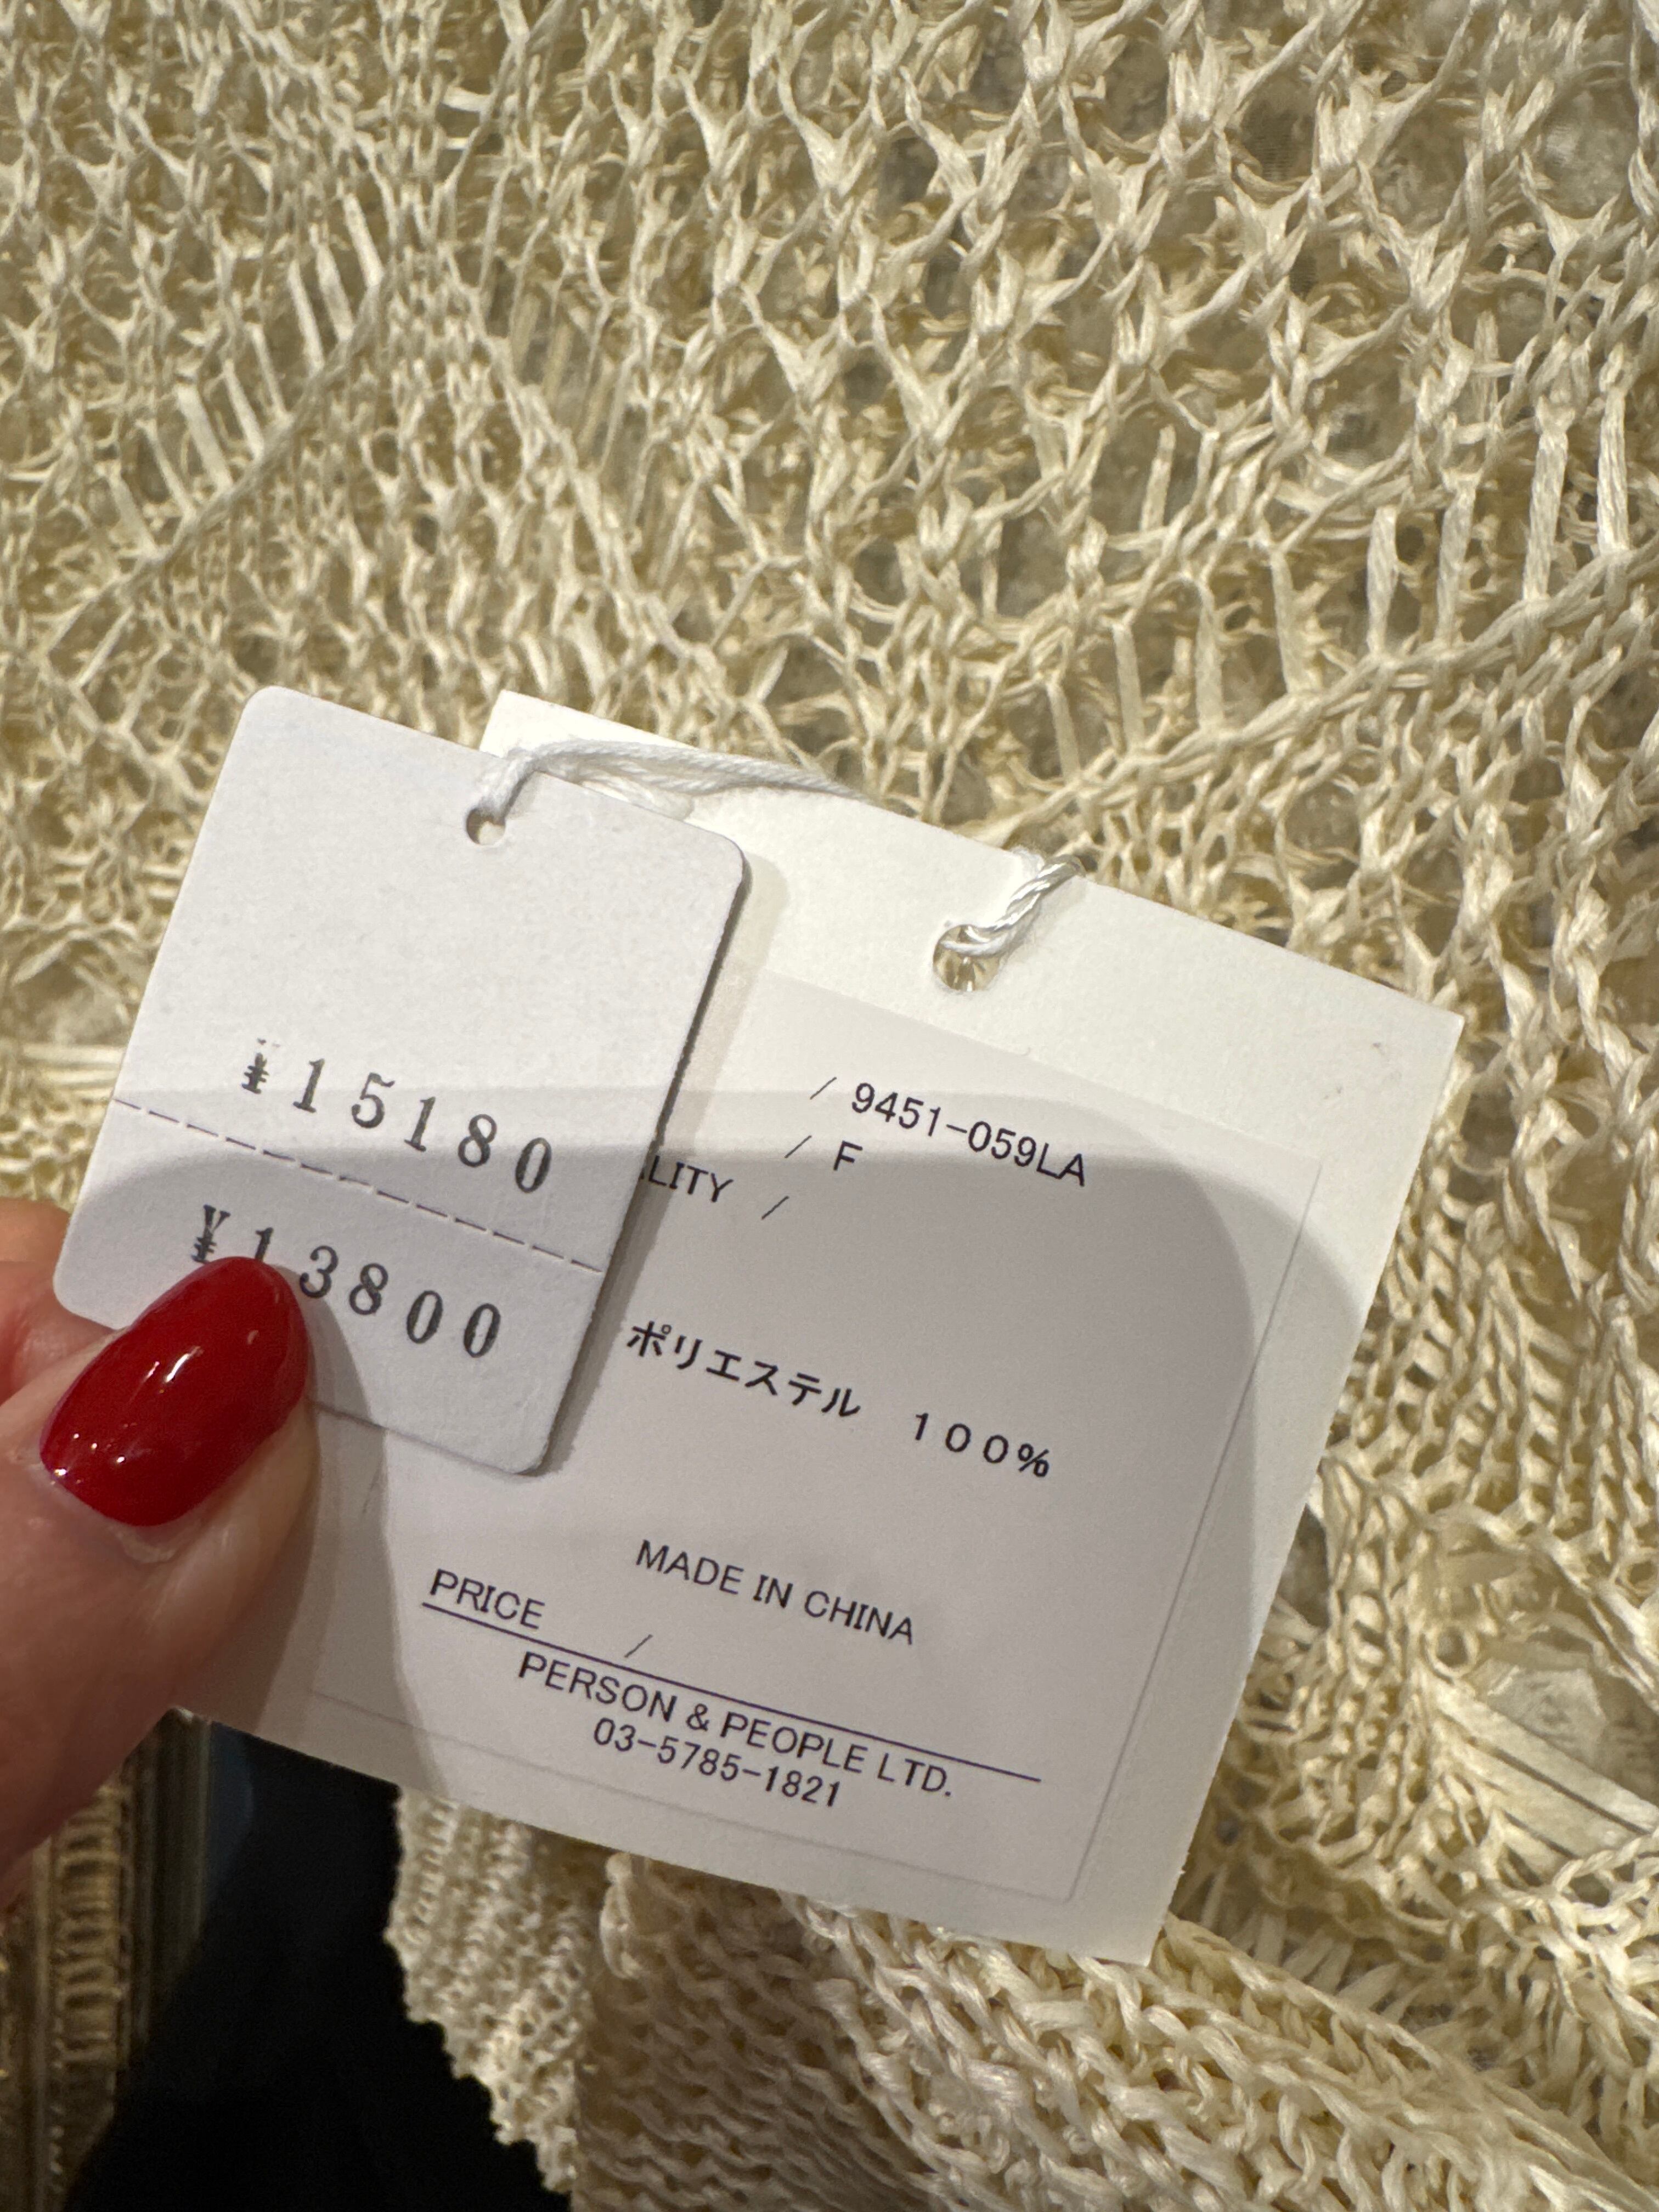 ¥15180
¥13800
/ 9451-059LA
/ F
LITY /
ポリエステル 100%
MADE IN CHINA
PRICE /
PERSON & PEOPLE LTD.
03-5785-1821